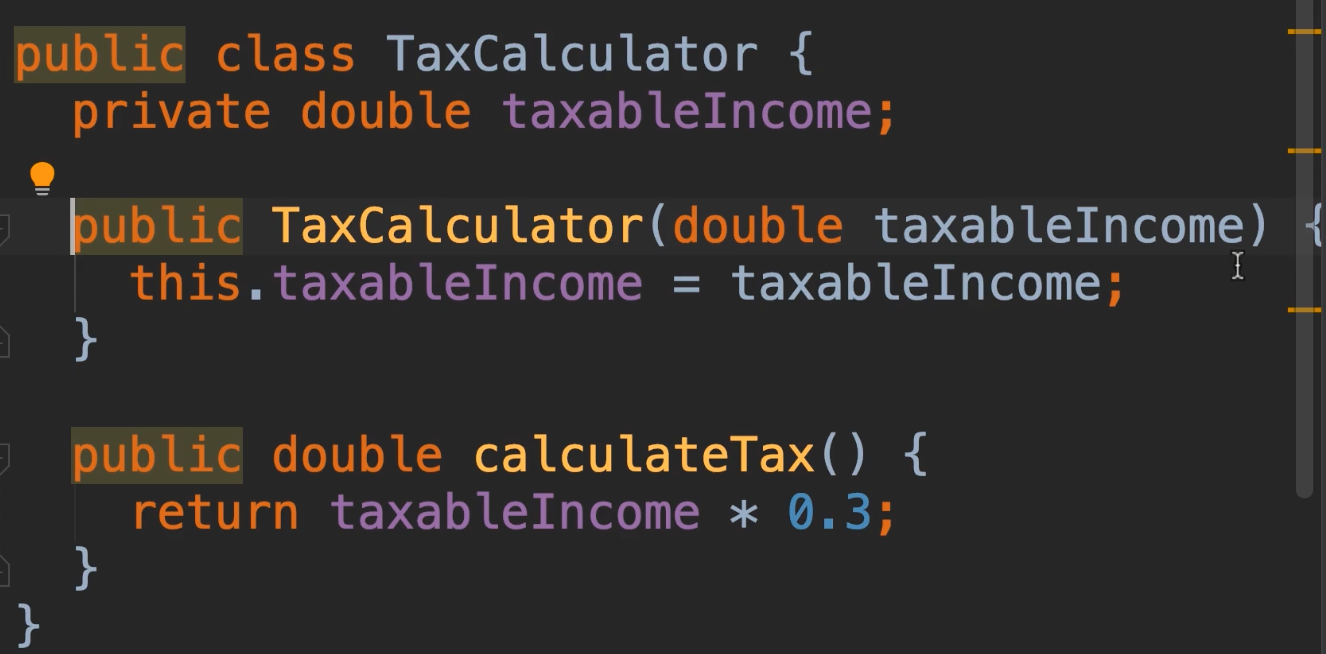 public class TaxCalculator {
private double taxableIncome;
public TaxCalculator(double taxableIncome) {
this.taxableIncome = taxableIncome;
}
public double calculateTax() {
return taxableIncome * 0.3;
}
}